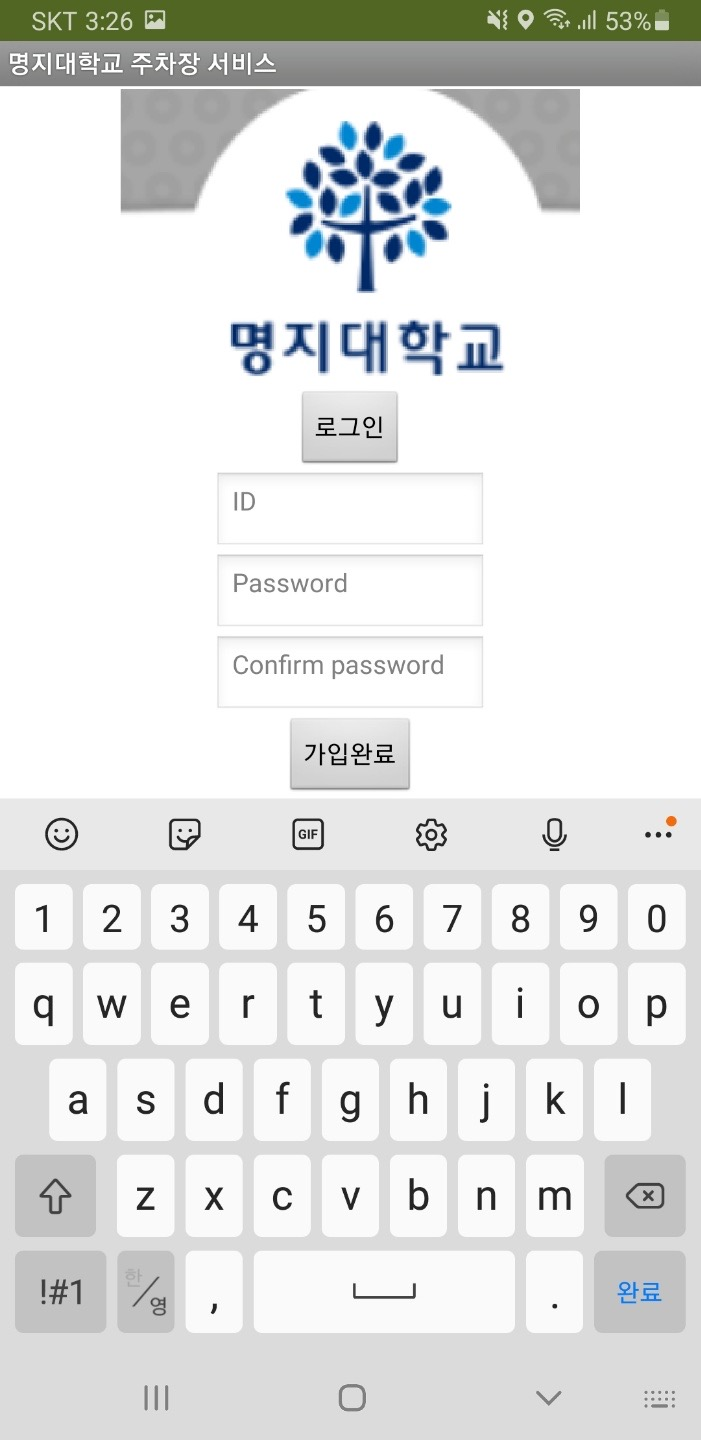 SKT 3:26 53%
명지대학교 주차장 서비스
명지대학교
로그인
ID
Password
Confirm password
가입완료
GIF
1 2 3 4 5 6 7 8 9 0
q w e r t y u i o p
a s d f g h j k l
z x c v b n m
!#1 한/영 , . 완료